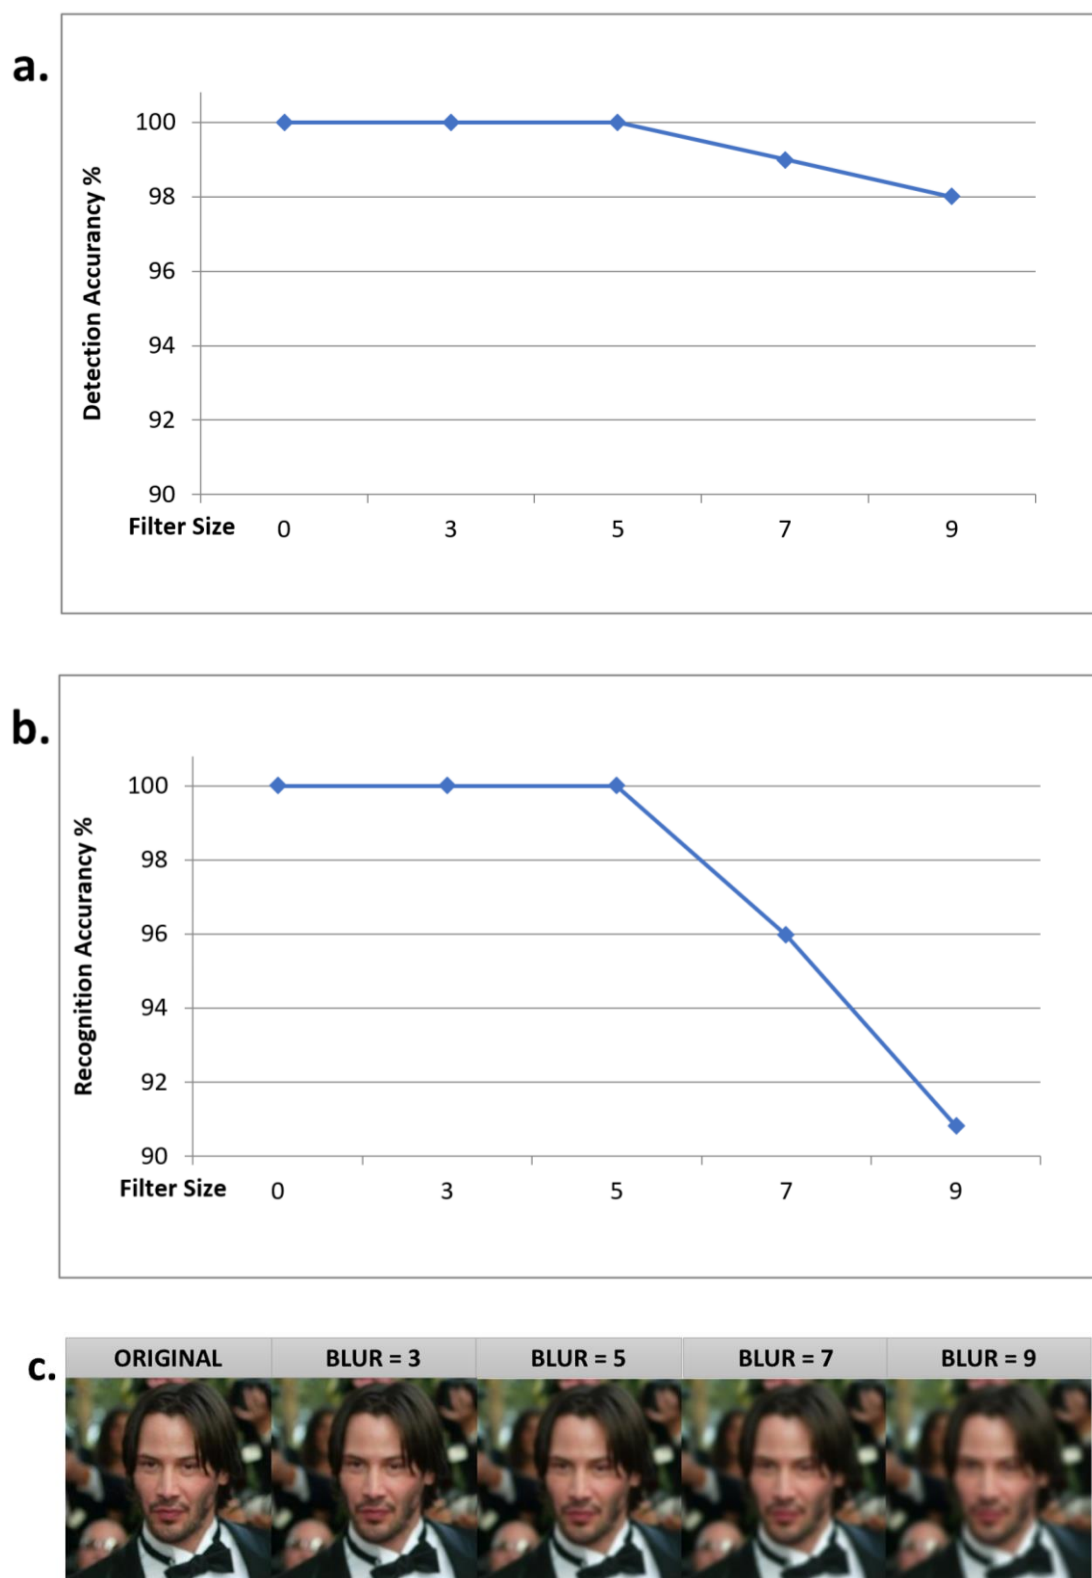 a.
Detection Accurancy %
100
98
96
94
92
90
Filter Size 0 3 5 7 9
b.
Recognition Accurancy %
100
98
96
94
92
90
Filter Size 0 3 5 7 9
c.
ORIGINAL BLUR = 3 BLUR = 5 BLUR = 7 BLUR = 9